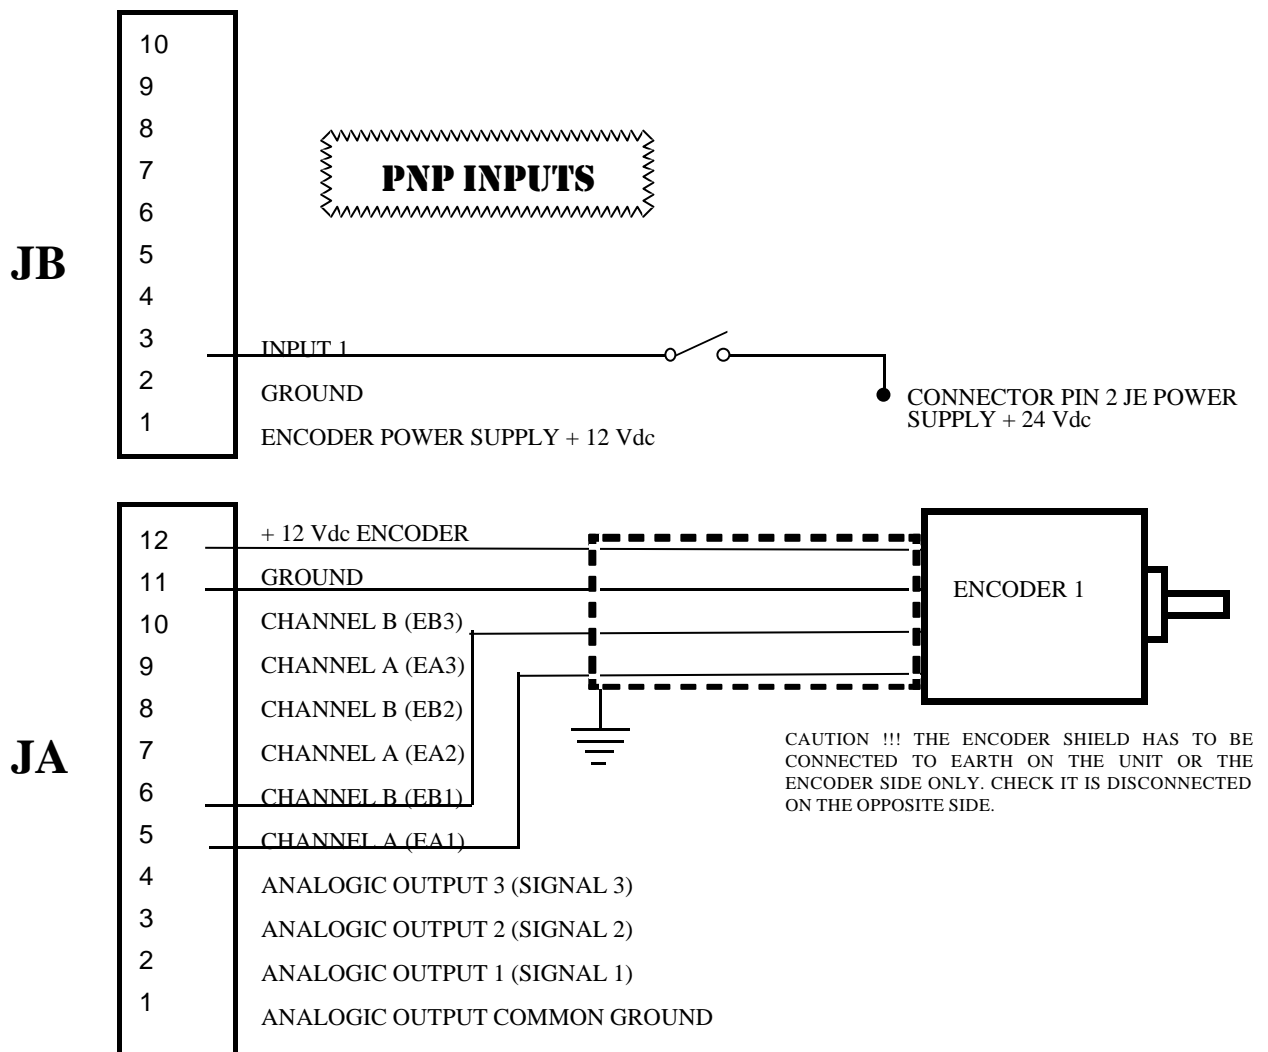 10
9
8
7
6
5
4
3
2
1
JB
PNP INPUTS
INPUT 1
GROUND
ENCODER POWER SUPPLY + 12 Vdc
CONNECTOR PIN 2 JE POWER
SUPPLY + 24 Vdc
12
11
10
9
8
7
6
5
4
3
2
1
JA
+ 12 Vdc ENCODER
GROUND
CHANNEL B (EB3)
CHANNEL A (EA3)
CHANNEL B (EB2)
CHANNEL A (EA2)
CHANNEL B (EB1)
CHANNEL A (EA1)
ANALOGIC OUTPUT 3 (SIGNAL 3)
ANALOGIC OUTPUT 2 (SIGNAL 2)
ANALOGIC OUTPUT 1 (SIGNAL 1)
ANALOGIC OUTPUT COMMON GROUND
ENCODER 1
CAUTION !!! THE ENCODER SHIELD HAS TO BE
CONNECTED TO EARTH ON THE UNIT OR THE
ENCODER SIDE ONLY. CHECK IT IS DISCONNECTED
ON THE OPPOSITE SIDE.